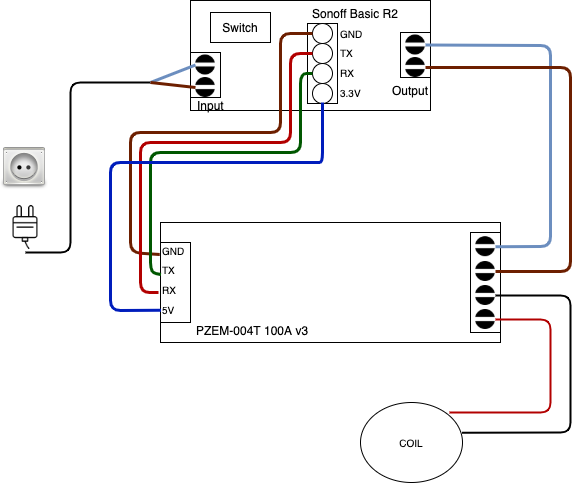 Sonoff Basic R2
Switch
GND
TX
RX
3.3V
Input
Output
GND
TX
RX
5V
PZEM-004T 100A v3
COIL